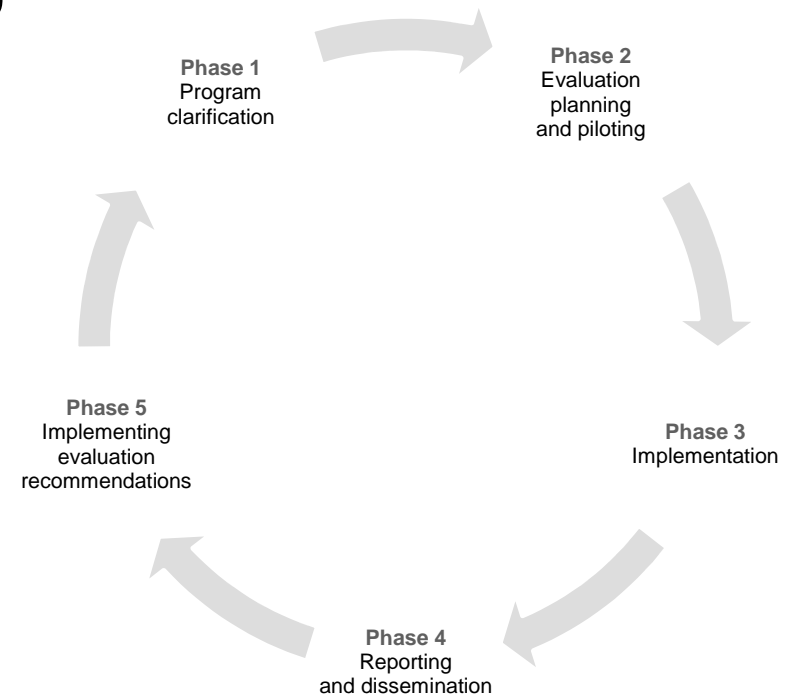 Phase 1
Program
clarification
Phase 2
Evaluation
planning
and piloting
Phase 3
Implementation
Phase 4
Reporting
and dissemination
Phase 5
Implementing
evaluation
recommendations